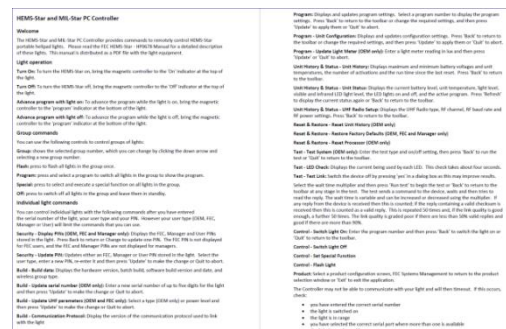 HEMS-Star and MIL-Star PC Controller
Welcome
The HEMS-Star and MIL-Star PC Controller provides commands to remotely control HEMS-Star
portable helipad lights. Please read the FEC HEMS-Star - Manual for a detailed description
of these lights. This manual is distributed as a PDF file with the light equipment.
Light operation
Turn On: To turn the HEMS-Star on, bring the magnetic controller to the 'On' indicator at the top of
the light.
Turn Off: To turn the HEMS-Star off, bring the magnetic controller to the 'Off' indicator at the top of
the light.
Advance program with light on: To advance the program while the light is on, bring the magnetic
controller to the 'program' indicator at the bottom of the light.
Advance program with light off: To advance the program while the light is off, bring the magnetic
controller to the 'program' indicator at the bottom of the light.
Group commands
You can use the following controls to control groups of lights:
Group: shows the selected group number, which you can change by clicking the down arrow and
selecting a new group number.
Flash: press to flash all lights in the group once.
Program: press and select a program to switch all lights in the group to show the program.
Special: press to select and execute a special function on all lights in the group.
Off: press to switch off all lights of the group and leave them in standby.
Individual light commands
You can control individual lights with the following commands after you have entered
the serial number of the light, your user type and your PIN. However your user type (OEM, FEC,
Manager or User) will limit the commands that you can use.
Security - Display PINs (OEM, FEC and Manager only): Displays the FEC, Manager and User PINs
stored in the light. Press Back to return or Change to update one PIN. The FEC PIN is not displayed
for FEC users, and the FEC and Manager PINs are not displayed for managers.
Security - Update PIN: Updates either an FEC, Manager or User PIN stored in the light. Select the
user type, enter a new PIN, re-enter it and then press 'Update' to make the change or Quit to abort.
Build - Build data: Displays the hardware version, batch build, software build version and date, and
wireless group type.
Build - Update serial number (OEM only): Enter a new serial number of up to five digits for the light
and then press 'Update' to make the change or Quit to abort.
Build - Update UHF parameters (OEM and FEC only): Select a type (OEM only) or power level and
then press 'Update' to make the change or Quit to abort.
Build - Communication Protocol: Display the version of the communication protocol used to link
with the light
Program: Displays and updates program settings. Select a program number to display the program
settings. Press 'Back' to return to the toolbar or change the required settings, and then press
'Update' to apply them or 'Quit' to abort.
Program - Unit Configuration: Displays and updates configuration settings. Press 'Back' to return to
the toolbar or change the required settings, and then press 'Update' to apply them or 'Quit' to abort.
Program - Update Light Meter (OEM only): Enter a light meter reading in lux and then press
'Update' or 'Quit' to abort.
Unit History & Status - Unit History: Displays maximum and minimum battery voltages and unit
temperatures, the number of activations and the run time since the last reset. Press 'Back' to return
to the toolbar.
Unit History & Status - Unit Status: Displays the current battery level, unit temperature, light level,
visible and infrared LED light level, the LED lights on and off, and the active program. Press 'Refresh'
to display the current status again or 'Back' to return to the toolbar.
Unit History & Status - UHF Radio Setup: Displays the UHF Radio type, RF channel, RF baud rate and
RF power settings. Press 'Back' to return to the toolbar.
Reset & Restore - Reset Unit History (OEM only)
Reset & Restore - Restore Factory Defaults (OEM, FEC and Manager only)
Reset & Restore - Reset Processor (OEM only)
Test - Test System (OEM only): Enter the test type and on/off setting, then press 'Back' to run the
test or 'Quit' to return to the toolbar.
Test - LED Check: Displays the current being used by each LED. This check takes about four seconds.
Test - Test Link: Switch the device off by pressing 'yes' in a dialog box as this may improve results.
Select the wait time multiplier and then press 'Run test' to begin the test or 'Back' to return to the
toolbar at any stage in the test. The test sends a command to the device, waits and then tries to
read the reply. The wait time is variable and can be increased or decreased using the multiplier. If
any reply from the device is received then this is counted; if the reply containing a valid checksum is
received then this is counted as a valid reply. This is repeated 50 times and, if the link quality is good
enough, a further 50 times. The link quality is graded poor if there are less than 50% valid replies and
good if there are more than 90%.
Control - Switch Light On: Enter the program number and then press 'Back' to switch the light on or
'Quit' to return to the toolbar.
Control - Switch Light Off
Control - Set Special Function
Control - Flash Light
Product: Select a product configuration screen, FEC Systems Management to return to the product
selection window or 'Exit' to exit the application.
The Controller may not be able to communicate with your light and will then timeout. If this occurs,
check:
• you have entered the correct serial number
• the light is switched on
• the light is in range
• you have selected the correct serial port where more than one is available